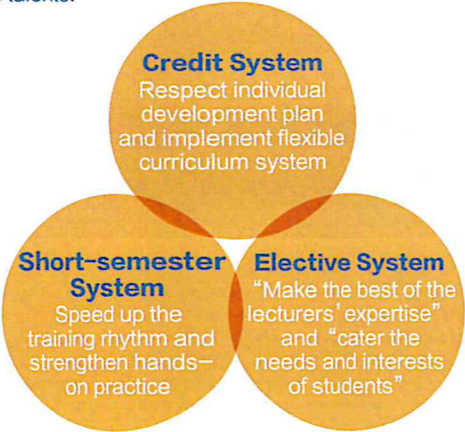 talents.
Credit System
Respect individual
development plan
and implement flexible
curriculum system
Short-semester
System
Speed up the
training rhythm and
strengthen hands-
on practice
Elective System
“Make the best of the
lecturers’ expertise”
and “cater the
needs and interests
of students”